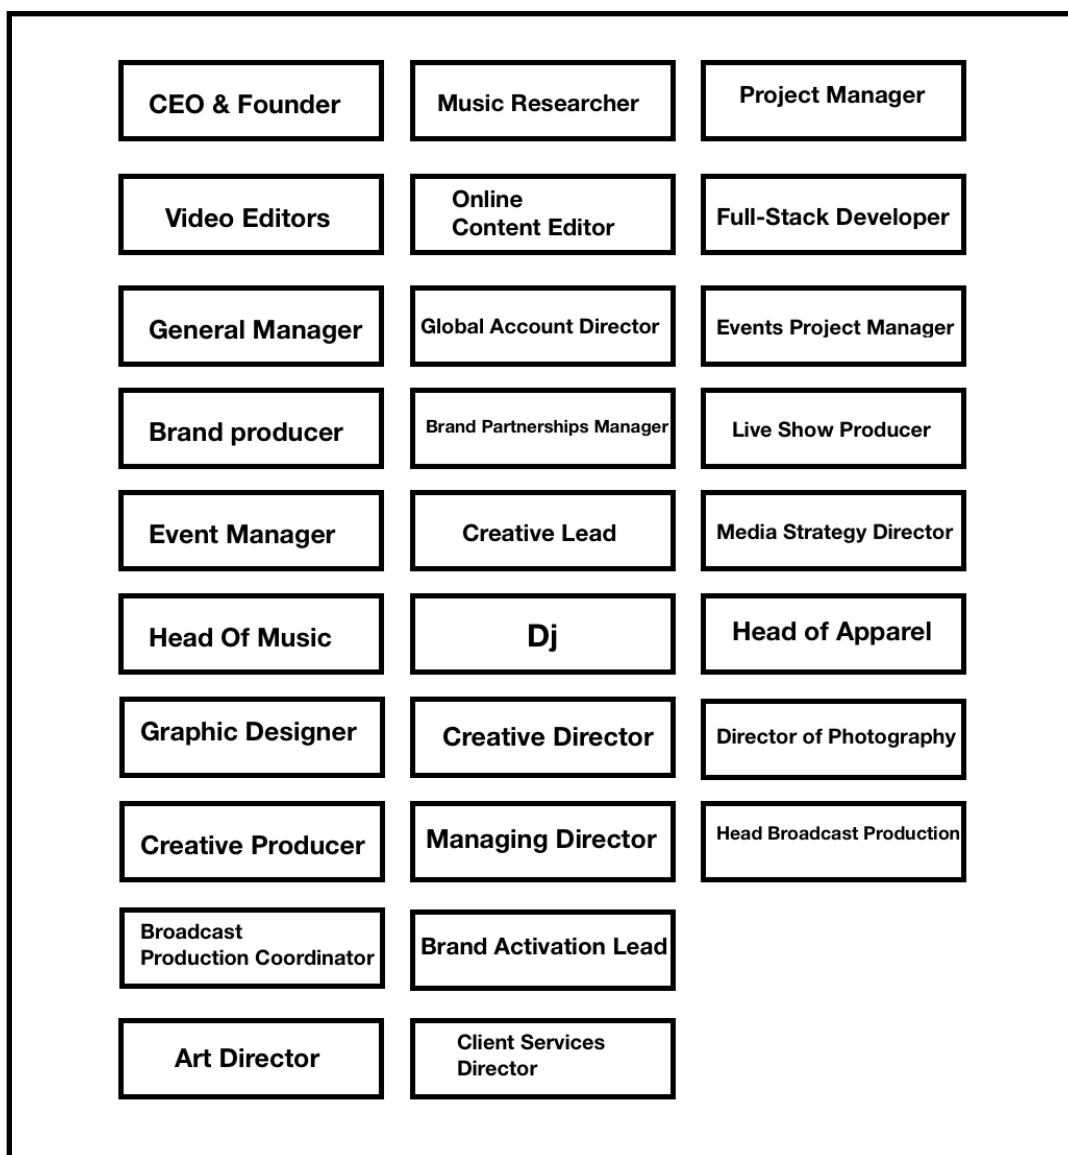 CEO & Founder
Music Researcher
Project Manager
Video Editors
Online
Content Editor
Full-Stack Developer
General Manager
Global Account Director
Events Project Manager
Brand producer
Brand Partnerships Manager
Live Show Producer
Event Manager
Creative Lead
Media Strategy Director
Head Of Music
Dj
Head of Apparel
Graphic Designer
Creative Director
Director of Photography
Creative Producer
Managing Director
Head Broadcast Production
Broadcast
Production Coordinator
Brand Activation Lead
Art Director
Client Services
Director